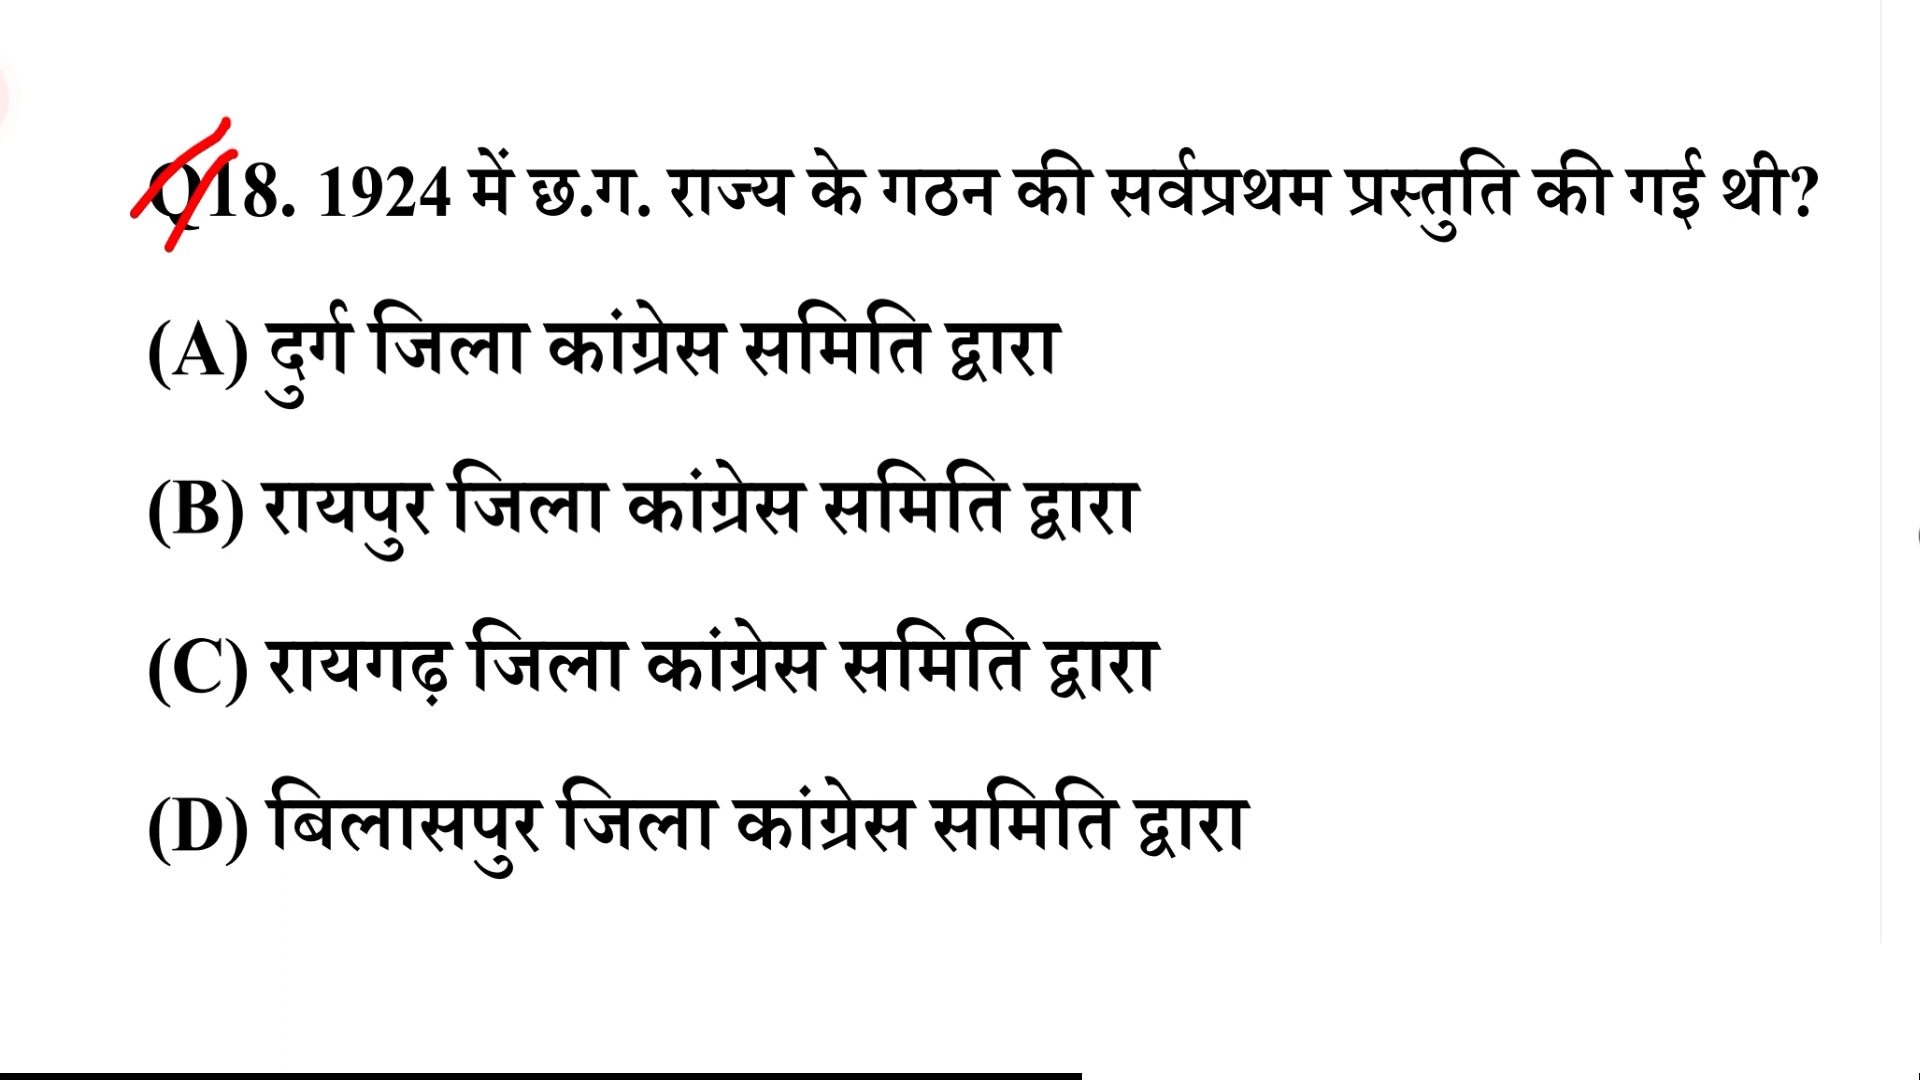 Q18. 1924 में छ.ग. राज्य के गठन की सर्वप्रथम प्रस्तुति की गई थी?
(A) दुर्ग जिला कांग्रेस समिति द्वारा
(B) रायपुर जिला कांग्रेस समिति द्वारा
(C) रायगढ़ जिला कांग्रेस समिति द्वारा
(D) बिलासपुर जिला कांग्रेस समिति द्वारा